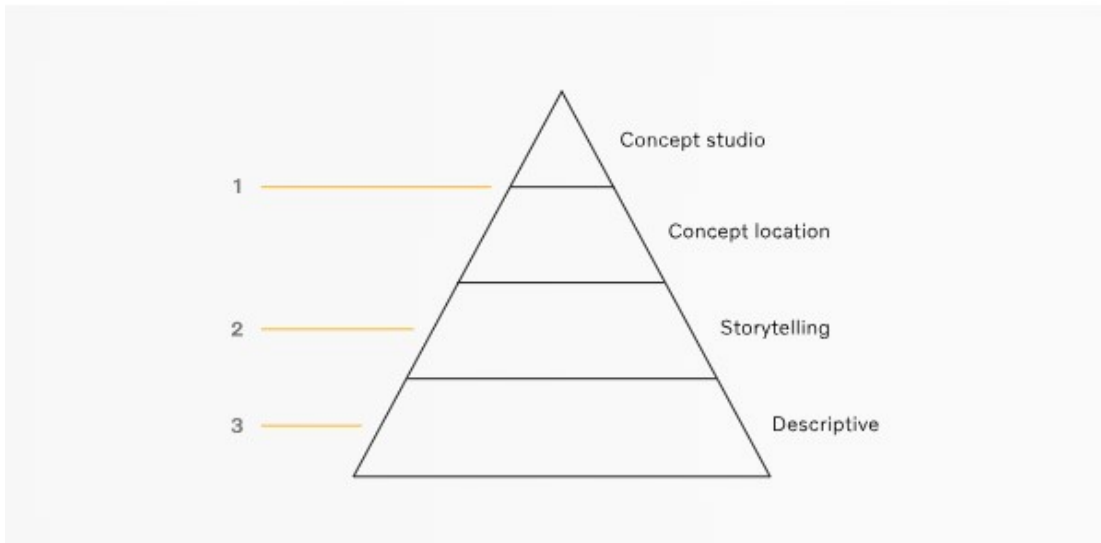 Concept studio
1
Concept location
2
Storytelling
3
Descriptive